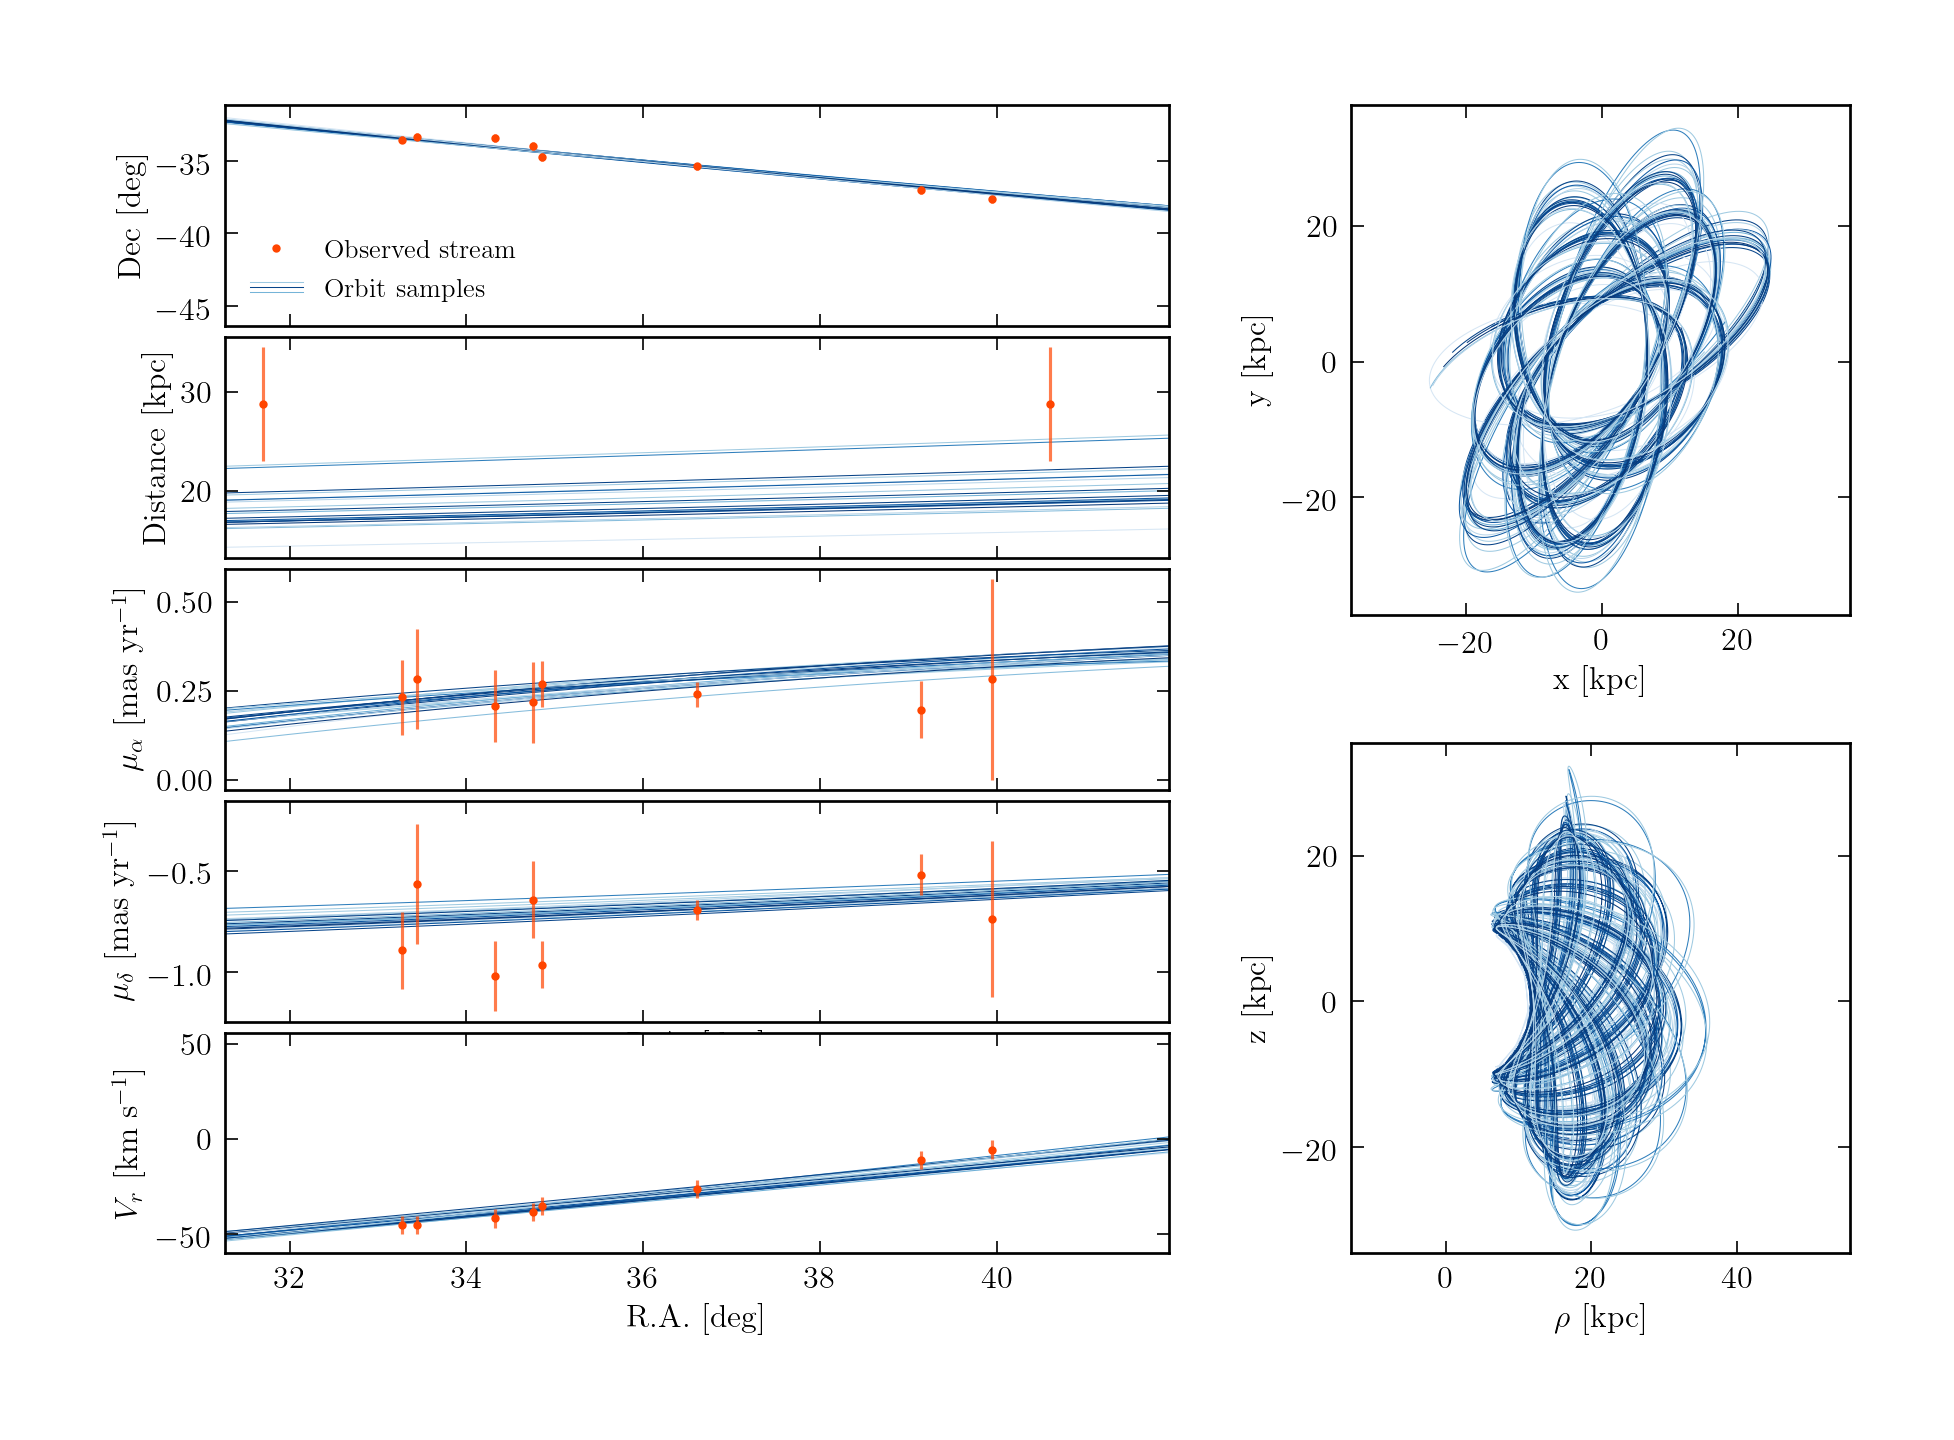 Dec [deg]
−35
−40
−45
Observed stream
Orbit samples
Distance [kpc]
30
20
μα [mas yr⁻¹]
0.50
0.25
0.00
μδ [mas yr⁻¹]
−0.5
−1.0
Vr [km s⁻¹]
50
0
−50
32 34 36 38 40
R.A. [deg]
y [kpc]
20
0
−20
−20 0 20
x [kpc]
z [kpc]
20
0
−20
0 20 40
ρ [kpc]